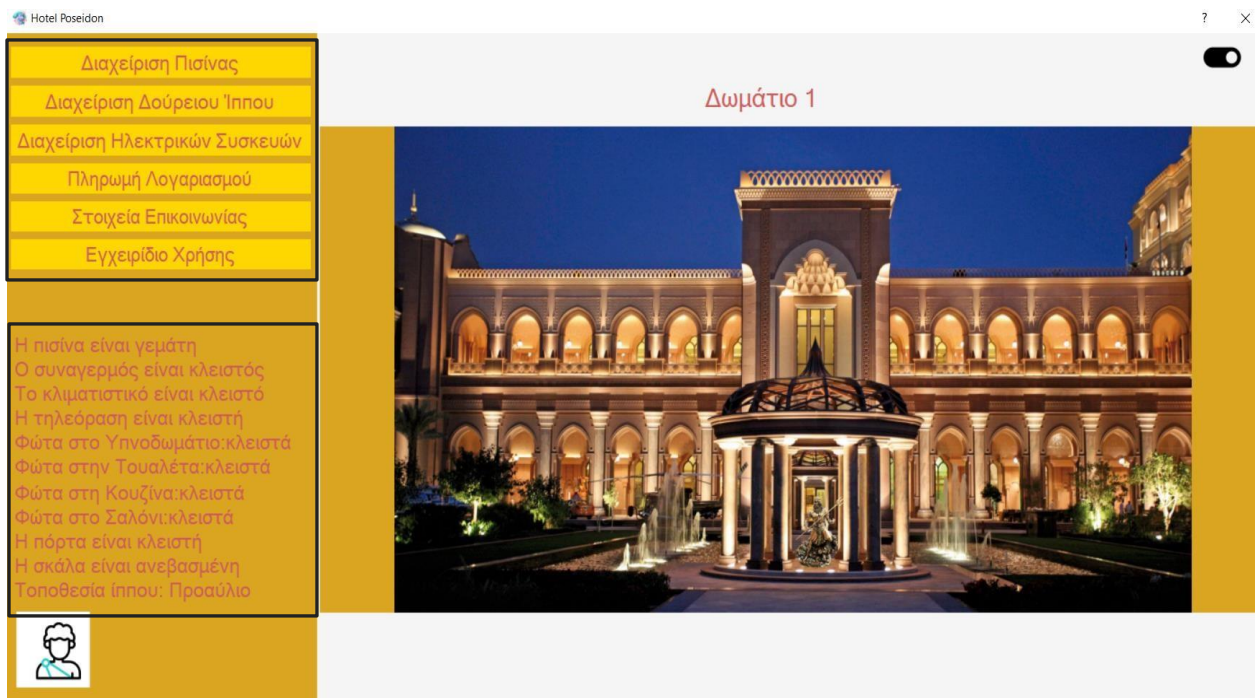 Hotel Poseidon
?
Διαχείριση Πισίνας
Διαχείριση Δούρειου Ίππου
Διαχείριση Ηλεκτρικών Συσκευών
Πληρωμή Λογαριασμού
Στοιχεία Επικοινωνίας
Εγχειρίδιο Χρήσης
Δωμάτιο 1
Η πισίνα είναι γεμάτη
Ο συναγερμός είναι κλειστός
Το κλιματιστικό είναι κλειστό
Η τηλεόραση είναι κλειστή
Φώτα στο Υπνοδωμάτιο:κλειστά
Φώτα στην Τουαλέτα:κλειστά
Φώτα στη Κουζίνα:κλειστά
Φώτα στο Σαλόνι:κλειστά
Η πόρτα είναι κλειστή
Η σκάλα είναι ανεβασμένη
Τοποθεσία ίππου: Προαύλιο